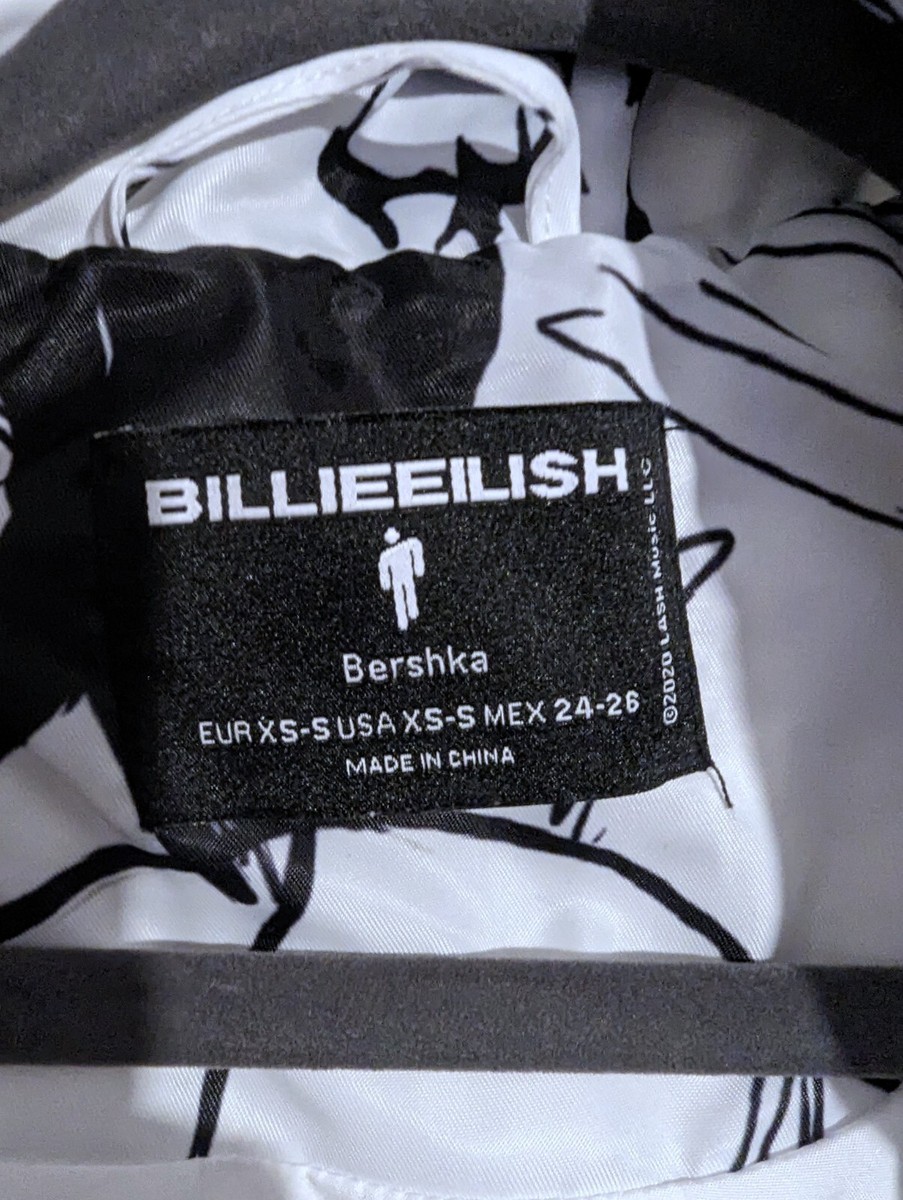 BILLIEEILISH
Bershka
EUR XS-S USA XS-S MEX 24-26
MADE IN CHINA
©2020 LASH Music LLC